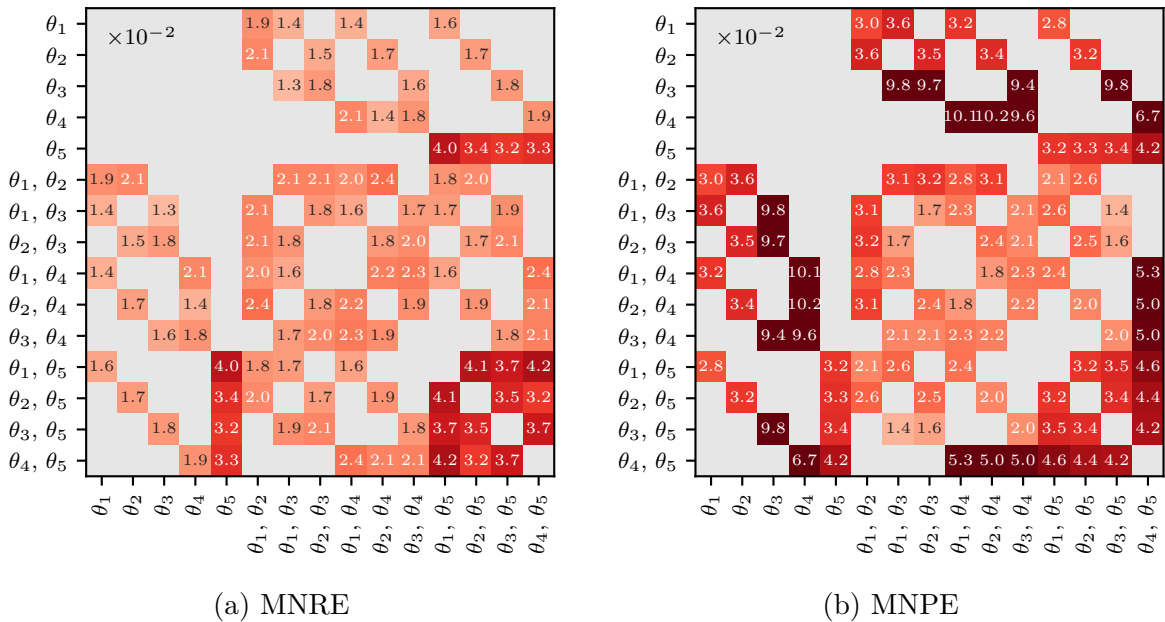 ×10⁻²
θ₁ 1.9 1.4 1.4 1.6
θ₂ 2.1 1.5 1.7 1.7
θ₃ 1.3 1.8 1.6 1.8
θ₄ 2.1 1.4 1.8 1.9
θ₅ 4.0 3.4 3.2 3.3
θ₁, θ₂ 1.9 2.1 2.1 2.1 2.0 2.4 1.8 2.0
θ₁, θ₃ 1.4 1.3 2.1 1.8 1.6 1.7 1.7 1.9
θ₂, θ₃ 1.5 1.8 2.1 1.8 1.8 2.0 1.7 2.1
θ₁, θ₄ 1.4 2.1 2.0 1.6 2.2 2.3 1.6 2.4
θ₂, θ₄ 1.7 1.4 2.4 1.8 2.2 1.9 1.9 2.1
θ₃, θ₄ 1.6 1.8 1.7 2.0 2.3 1.9 1.8 2.1
θ₁, θ₅ 1.6 4.0 1.8 1.7 1.6 4.1 3.7 4.2
θ₂, θ₅ 1.7 3.4 2.0 1.7 1.9 4.1 3.5 3.2
θ₃, θ₅ 1.8 3.2 1.9 2.1 1.8 3.7 3.5 3.7
θ₄, θ₅ 1.9 3.3 2.4 2.1 2.1 4.2 3.2 3.7
θ₁ θ₂ θ₃ θ₄ θ₅ θ₁, θ₂ θ₁, θ₃ θ₂, θ₃ θ₁, θ₄ θ₂, θ₄ θ₃, θ₄ θ₁, θ₅ θ₂, θ₅ θ₃, θ₅ θ₄, θ₅
(a) MNRE
×10⁻²
θ₁ 3.0 3.6 3.2 2.8
θ₂ 3.6 3.5 3.4 3.2
θ₃ 9.8 9.7 9.4 9.8
θ₄ 10.1 10.2 9.6 6.7
θ₅ 3.2 3.3 3.4 4.2
θ₁, θ₂ 3.0 3.6 3.1 3.2 2.8 3.1 2.1 2.6
θ₁, θ₃ 3.6 9.8 3.1 1.7 2.3 2.1 2.6 1.4
θ₂, θ₃ 3.5 9.7 3.2 1.7 2.4 2.1 2.5 1.6
θ₁, θ₄ 3.2 10.1 2.8 2.3 1.8 2.3 2.4 5.3
θ₂, θ₄ 3.4 10.2 3.1 2.4 1.8 2.2 2.0 5.0
θ₃, θ₄ 9.4 9.6 2.1 2.1 2.3 2.2 2.0 5.0
θ₁, θ₅ 2.8 3.2 2.1 2.6 2.4 3.2 3.5 4.6
θ₂, θ₅ 3.2 3.3 2.6 2.5 2.0 3.2 3.4 4.4
θ₃, θ₅ 9.8 3.4 1.4 1.6 2.0 3.5 3.4 4.2
θ₄, θ₅ 6.7 4.2 5.3 5.0 5.0 4.6 4.4 4.2
θ₁ θ₂ θ₃ θ₄ θ₅ θ₁, θ₂ θ₁, θ₃ θ₂, θ₃ θ₁, θ₄ θ₂, θ₄ θ₃, θ₄ θ₁, θ₅ θ₂, θ₅ θ₃, θ₅ θ₄, θ₅
(b) MNPE